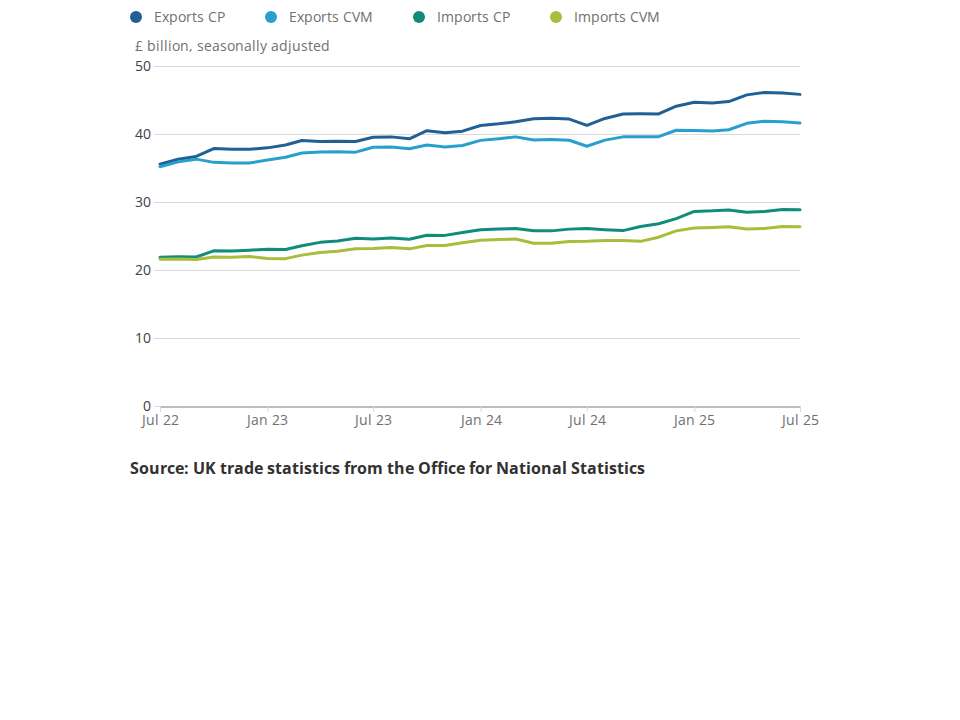 Exports CP Exports CVM Imports CP Imports CVM
£ billion, seasonally adjusted
50
40
30
20
10
0
Jul 22 Jan 23 Jul 23 Jan 24 Jul 24 Jan 25 Jul 25
Source: UK trade statistics from the Office for National Statistics